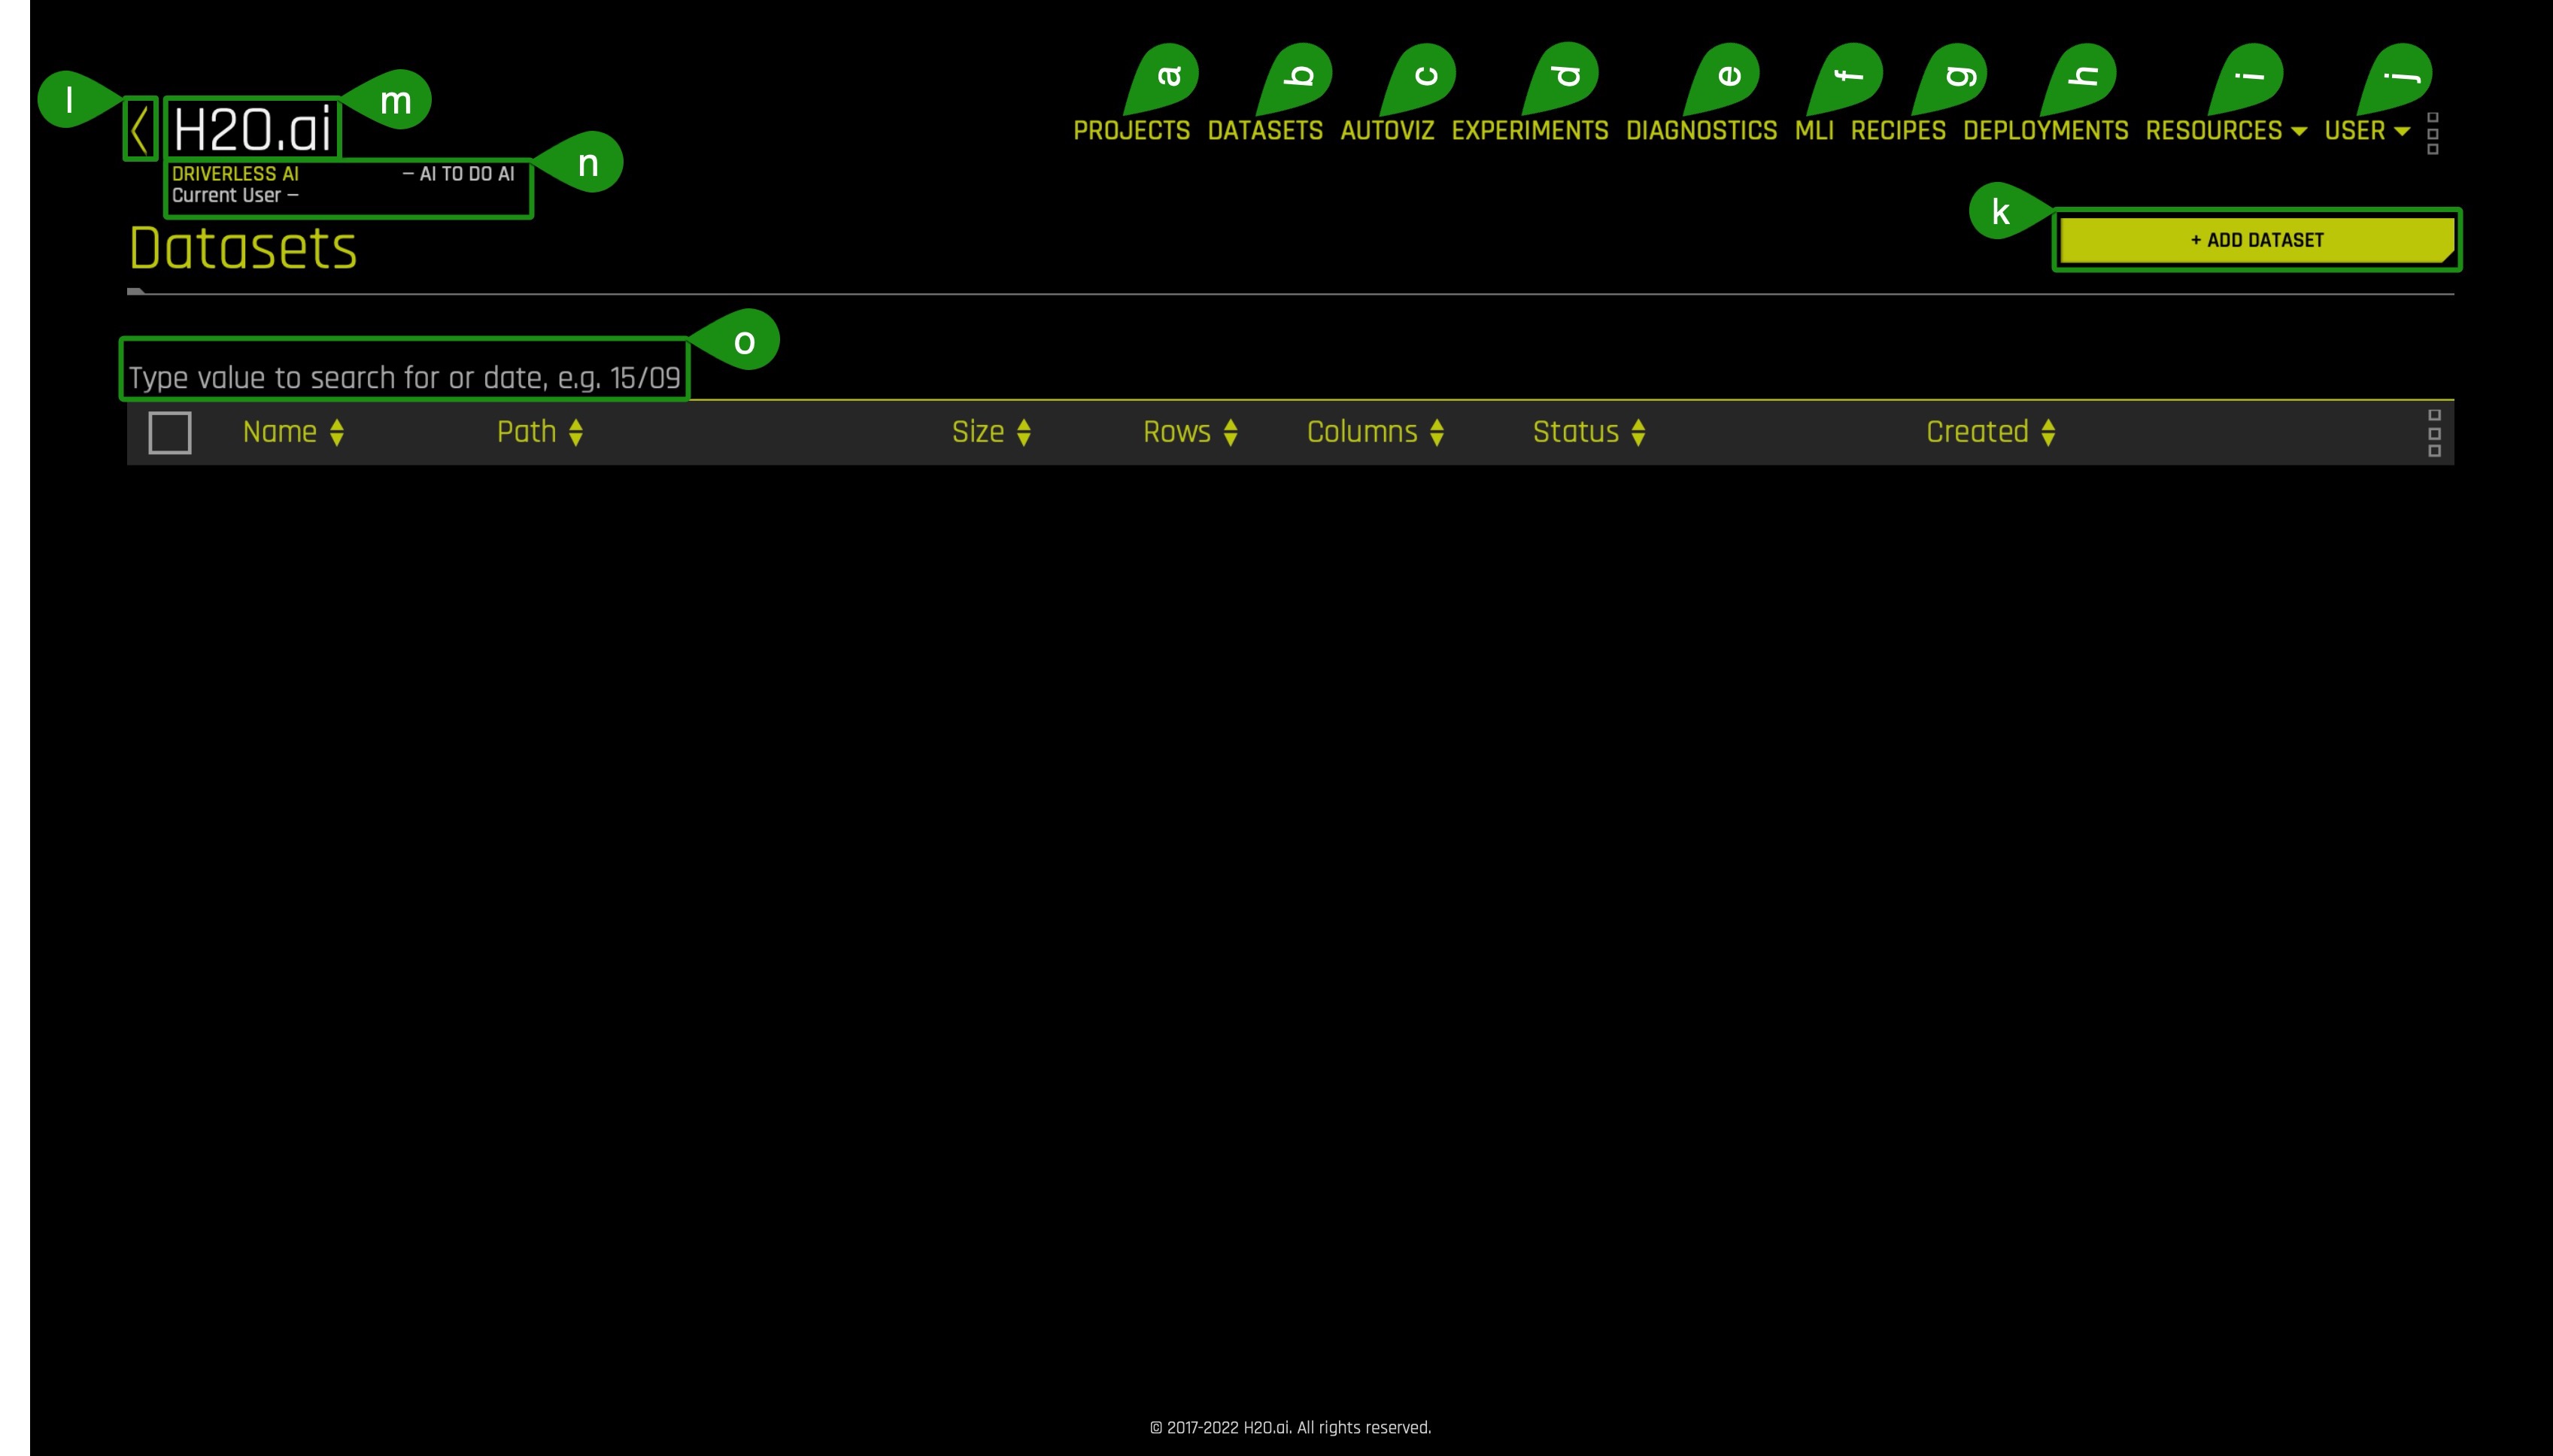 a b c d e f g h i j
l H2O.ai m
PROJECTS DATASETS AUTOVIZ EXPERIMENTS DIAGNOSTICS MLI RECIPES DEPLOYMENTS RESOURCES USER
DRIVERLESS AI – AI TO DO AI n
Current User –
k
Datasets
+ ADD DATASET
o
Type value to search for or date, e.g. 15/09
Name Path Size Rows Columns Status Created
© 2017-2022 H2O.ai. All rights reserved.